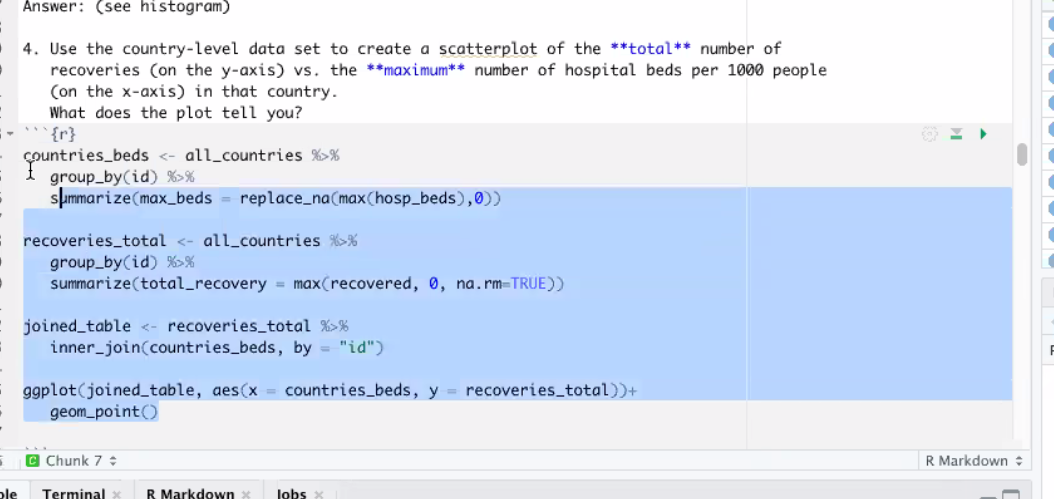 Answer: (see histogram)
4. Use the country-level data set to create a scatterplot of the **total** number of
recoveries (on the y-axis) vs. the **maximum** number of hospital beds per 1000 people
(on the x-axis) in that country.
What does the plot tell you?
```{r}
countries_beds <- all_countries %>%
group_by(id) %>%
summarize(max_beds = replace_na(max(hosp_beds),0))
recoveries_total <- all_countries %>%
group_by(id) %>%
summarize(total_recovery = max(recovered, 0, na.rm=TRUE))
joined_table <- recoveries_total %>%
inner_join(countries_beds, by = "id")
ggplot(joined_table, aes(x = countries_beds, y = recoveries_total))+
geom_point()
Chunk 7
R Markdown
Terminal
R Markdown
Jobs